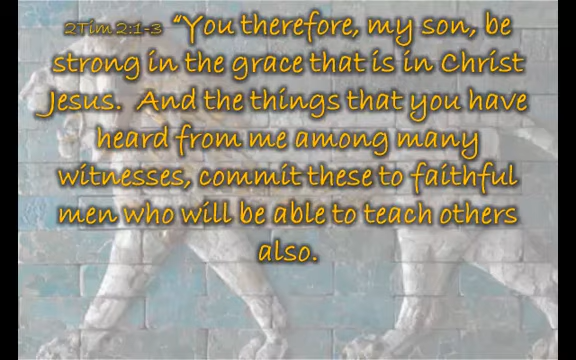 2Tim 2:1-3 “You therefore, my son, be
strong in the grace that is in Christ
Jesus. And the things that you have
heard from me among many
witnesses, commit these to faithful
men who will be able to teach others
also.